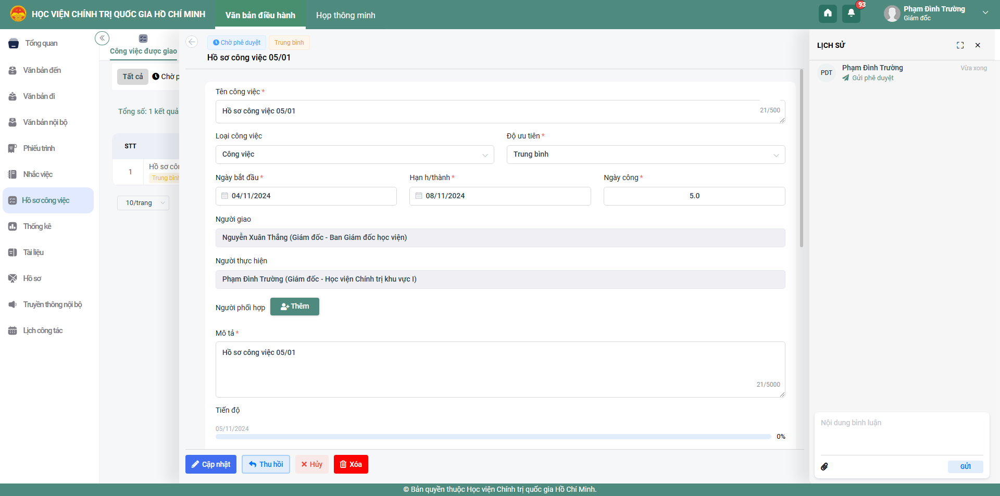 HỌC VIỆN CHÍNH TRỊ QUỐC GIA HỒ CHÍ MINH
Văn bản điều hành
Họp thông minh
93
Phạm Đình Trường
Giám đốc
Tổng quan
Văn bản đến
Văn bản đi
Văn bản nội bộ
Phiếu trình
Nhắc việc
Hồ sơ công việc
Thống kê
Tài liệu
Hồ sơ
Truyền thông nội bộ
Lịch công tác
Công việc được giao
Tất cả
Chờ
Tổng số: 1 kết quả
STT
1
Hồ sơ
Trung bình
10/trang
Chờ phê duyệt
Trung bình
Hồ sơ công việc 05/01
Tên công việc *
Hồ sơ công việc 05/01
21/500
Loại công việc
Độ ưu tiên *
Công việc
Trung bình
Ngày bắt đầu *
Hạn h/thành *
Ngày công *
04/11/2024
08/11/2024
5.0
Người giao
Nguyễn Xuân Thắng (Giám đốc - Ban Giám đốc học viện)
Người thực hiện
Phạm Đình Trường (Giám đốc - Học viện Chính trị khu vực I)
Người phối hợp
Thêm
Mô tả *
Hồ sơ công việc 05/01
21/5000
Tiến độ
05/11/2024
0%
Cập nhật
Thu hồi
Hủy
Xóa
LỊCH SỬ
PDT
Phạm Đình Trường
Vừa xong
Gửi phê duyệt
Nội dung bình luận
GỬI
© Bản quyền thuộc Học viện Chính trị quốc gia Hồ Chí Minh.